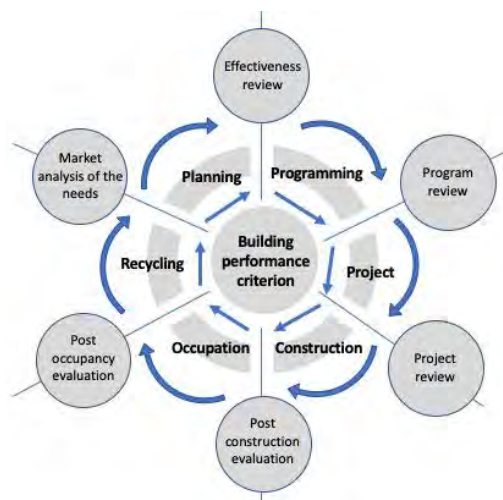 Effectiveness
review
Market
analysis of the
needs
Planning
Programming
Program
review
Building
performance
criterion
Recycling
Project
Occupation
Construction
Post
occupancy
evaluation
Project
review
Post
construction
evaluation